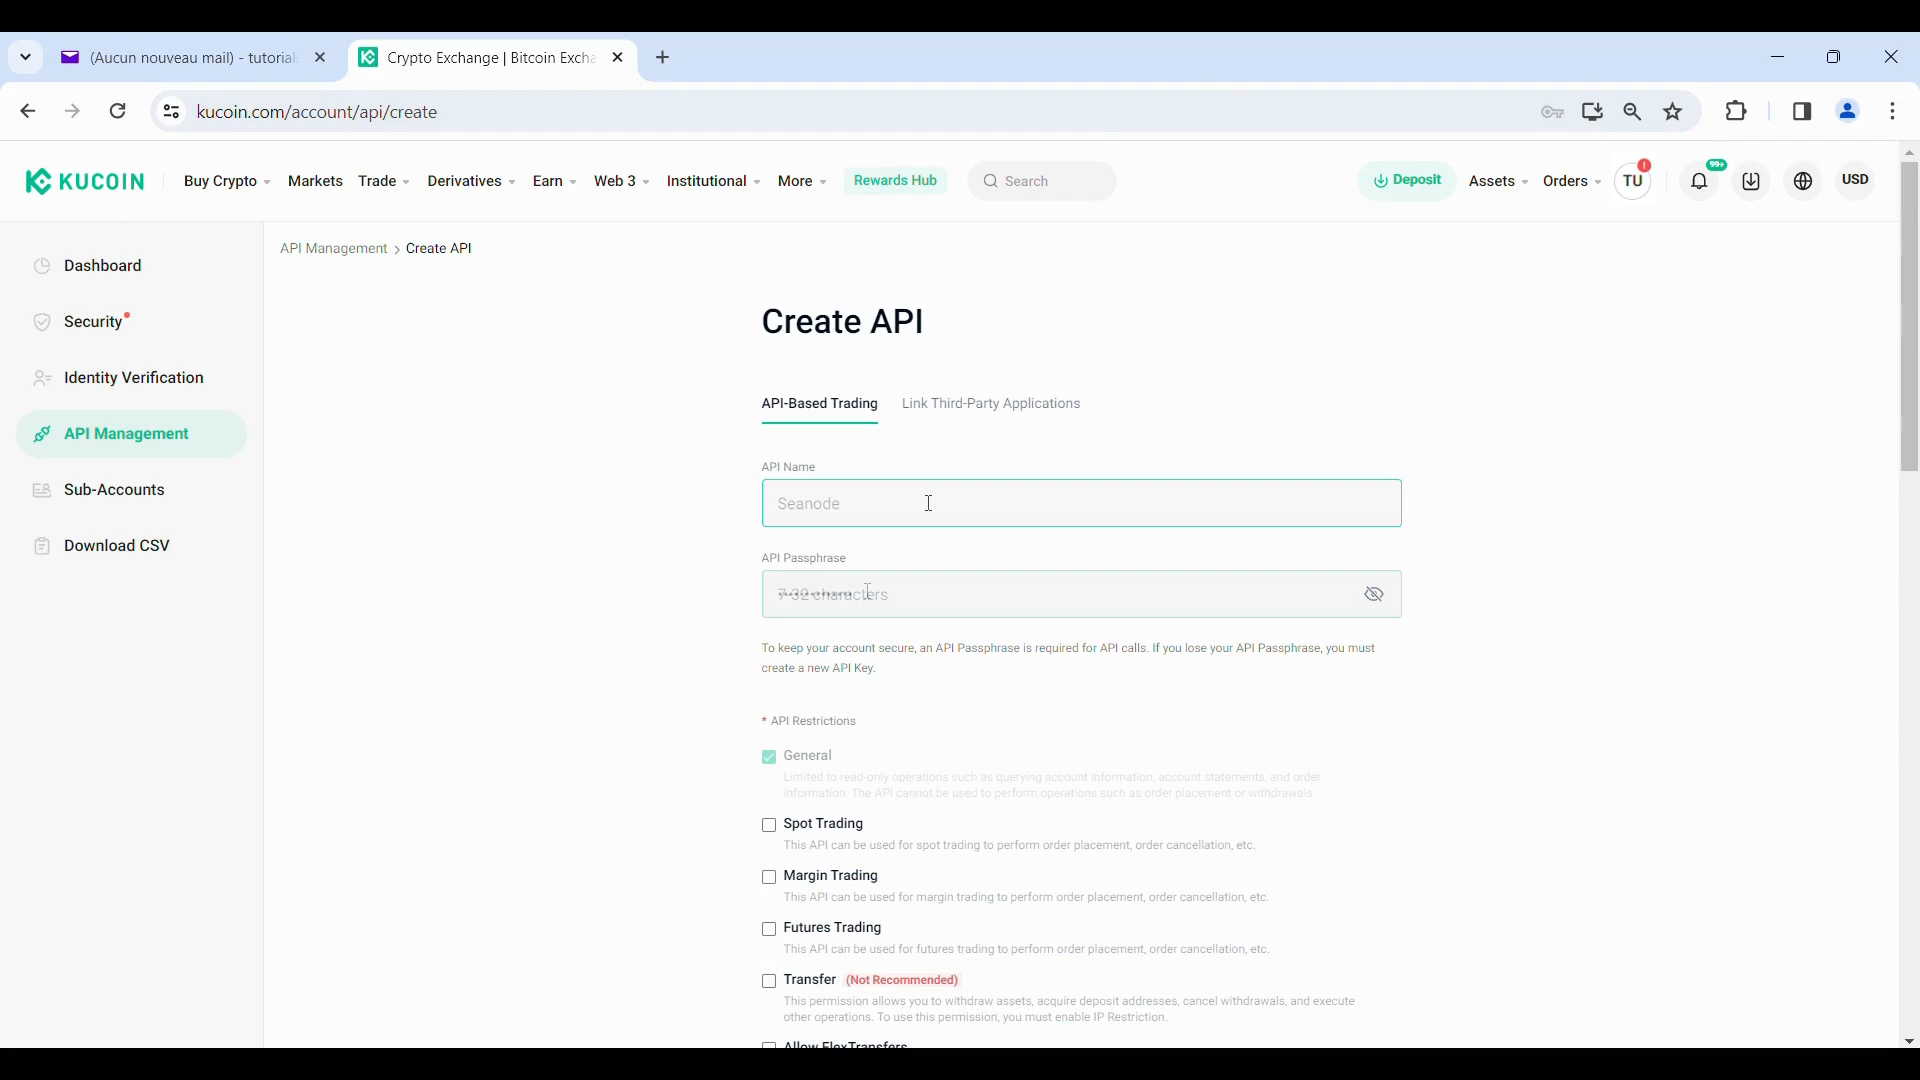 (Aucun nouveau mail) - tutorial
Crypto Exchange | Bitcoin Excha
kucoin.com/account/api/create
KUCOIN
Buy Crypto
Markets
Trade
Derivatives
Earn
Web 3
Institutional
More
Rewards Hub
Search
Deposit
Assets
Orders
TU
!
99+
USD
Dashboard
Security
Identity Verification
API Management
Sub-Accounts
Download CSV
API Management > Create API
Create API
API-Based Trading
Link Third-Party Applications
API Name
Seanode
API Passphrase
7-32 characters
To keep your account secure, an API Passphrase is required for API calls. If you lose your API Passphrase, you must
create a new API Key.
* API Restrictions
General
Limited to read-only operations such as querying account information, account statements, and order
information. The API cannot be used to perform operations such as order placement or withdrawals.
Spot Trading
This API can be used for spot trading to perform order placement, order cancellation, etc.
Margin Trading
This API can be used for margin trading to perform order placement, order cancellation, etc.
Futures Trading
This API can be used for futures trading to perform order placement, order cancellation, etc.
Transfer (Not Recommended)
This permission allows you to withdraw assets, acquire deposit addresses, cancel withdrawals, and execute
other operations. To use this permission, you must enable IP Restriction.
Allow FlexTransfers